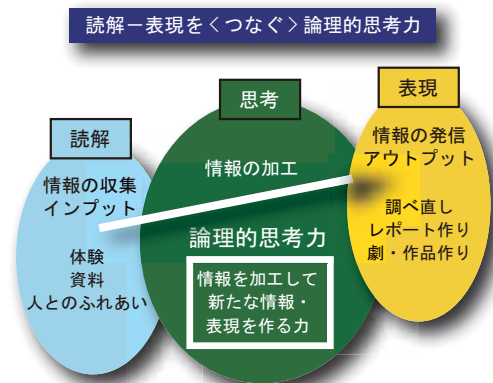 読解－表現を＜つなぐ＞論理的思考力
読解
情報の収集
インプット
体験
資料
人とのふれあい
思考
情報の加工
論理的思考力
情報を加工して
新たな情報・
表現を作る力
表現
情報の発信
アウトプット
調べ直し
レポート作り
劇・作品作り